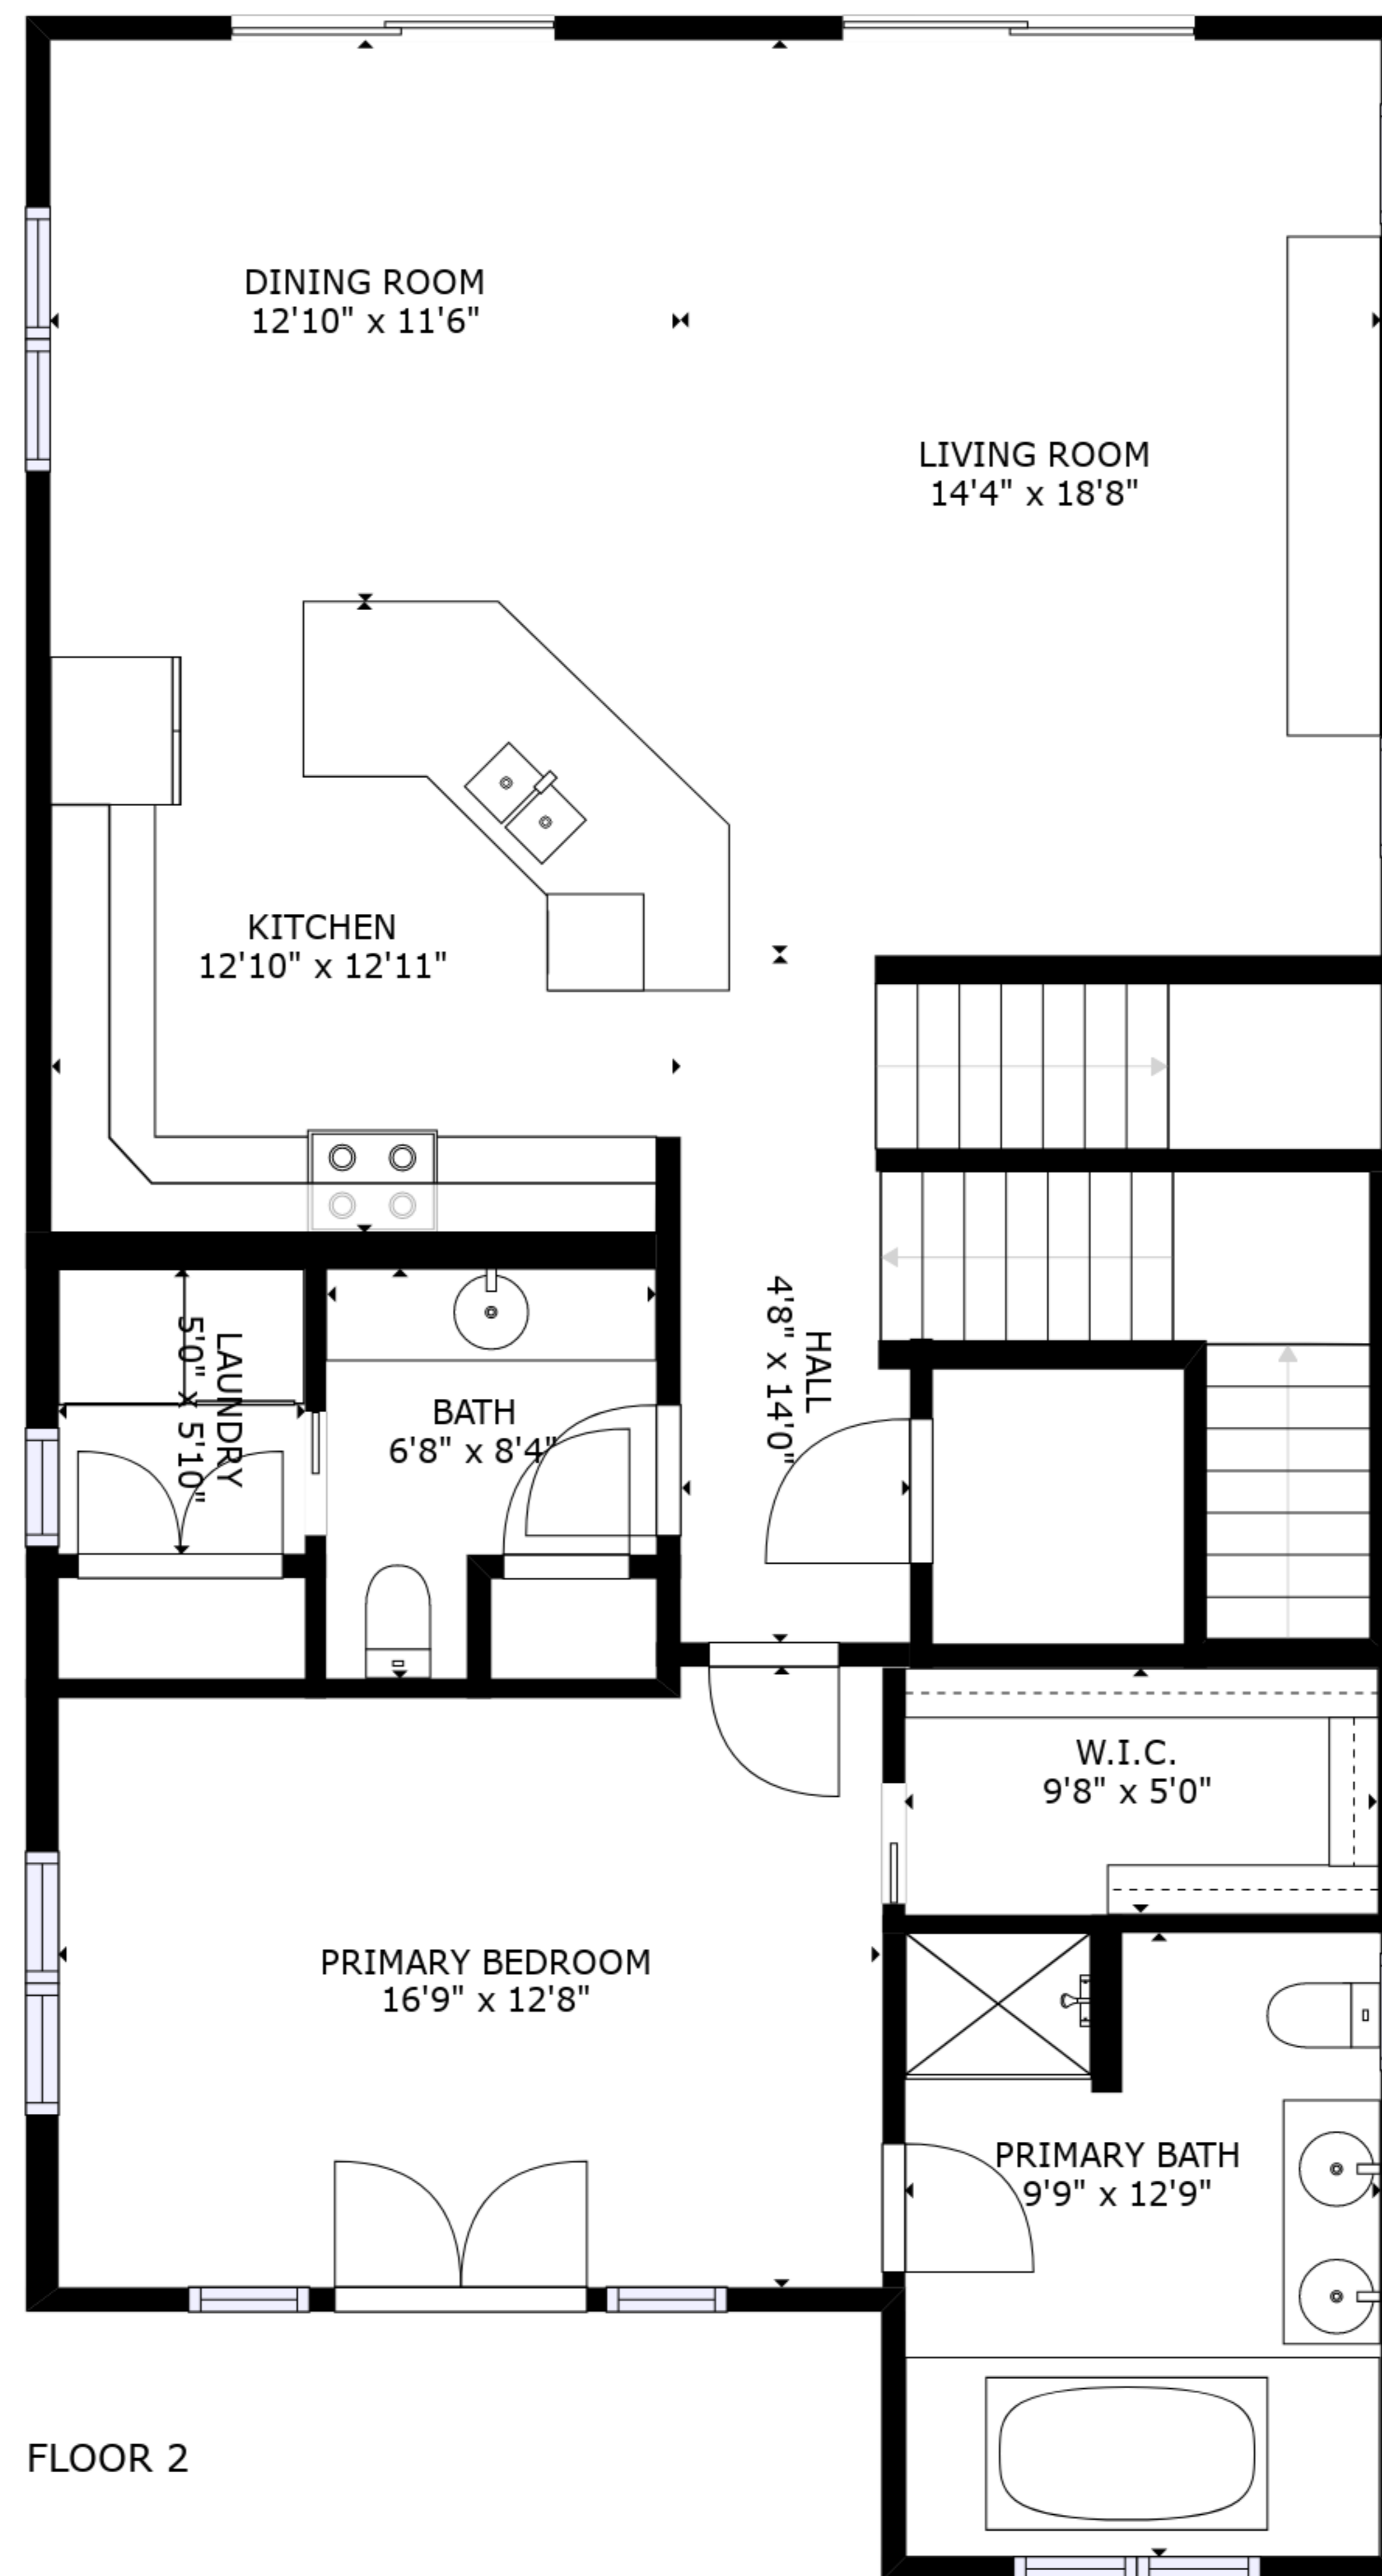 DINING ROOM
12'10" x 11'6"
LIVING ROOM
14'4" x 18'8"
KITCHEN
12'10" x 12'11"
HALL
4'8" x 14'0"
LAUNDRY
5'0" x 5'10"
BATH
6'8" x 8'4"
W.I.C.
9'8" x 5'0"
PRIMARY BEDROOM
16'9" x 12'8"
PRIMARY BATH
9'9" x 12'9"
FLOOR 2